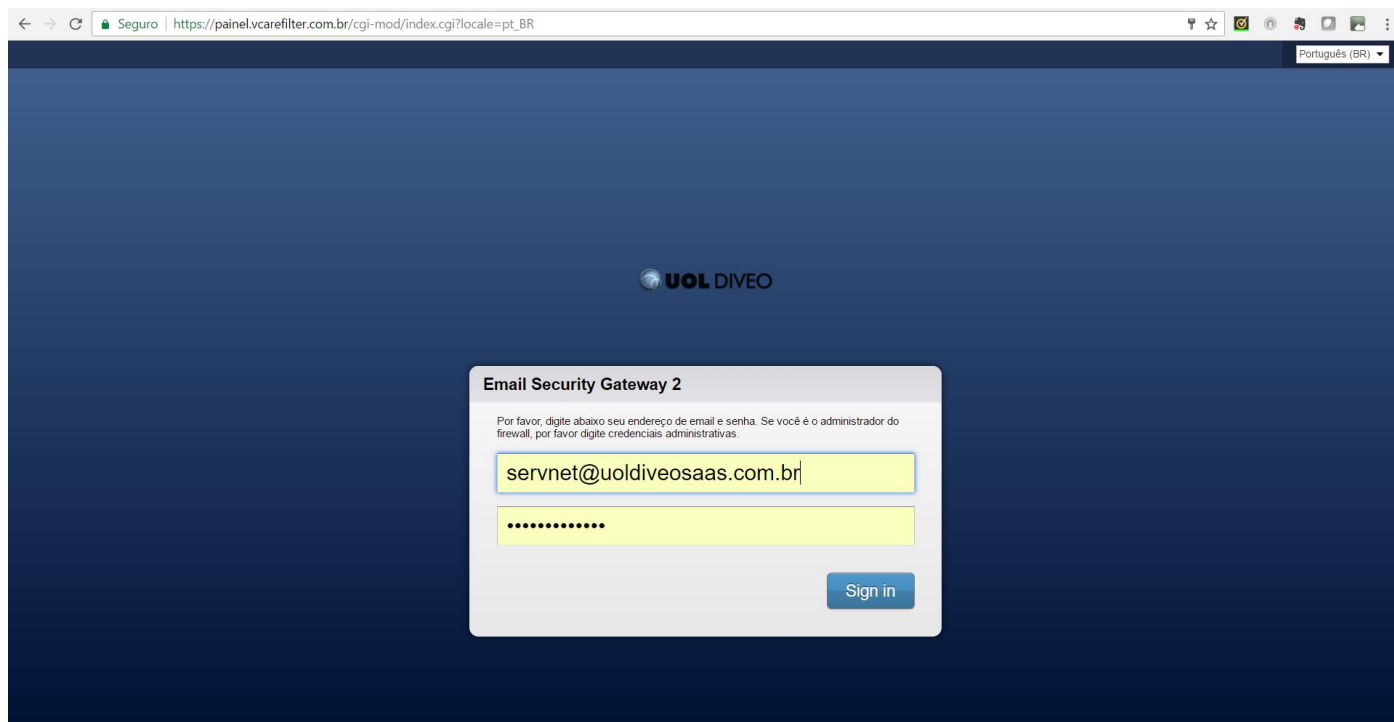 Seguro | https://painel.vcarefilter.com.br/cgi-mod/index.cgi?locale=pt_BR
Português (BR)
UOL DIVEO
Email Security Gateway 2
Por favor, digite abaixo seu endereço de email e senha. Se você é o administrador do
firewall, por favor digite credenciais administrativas.
servnet@uoldiveosaas.com.br
•••••••••••••
Sign in